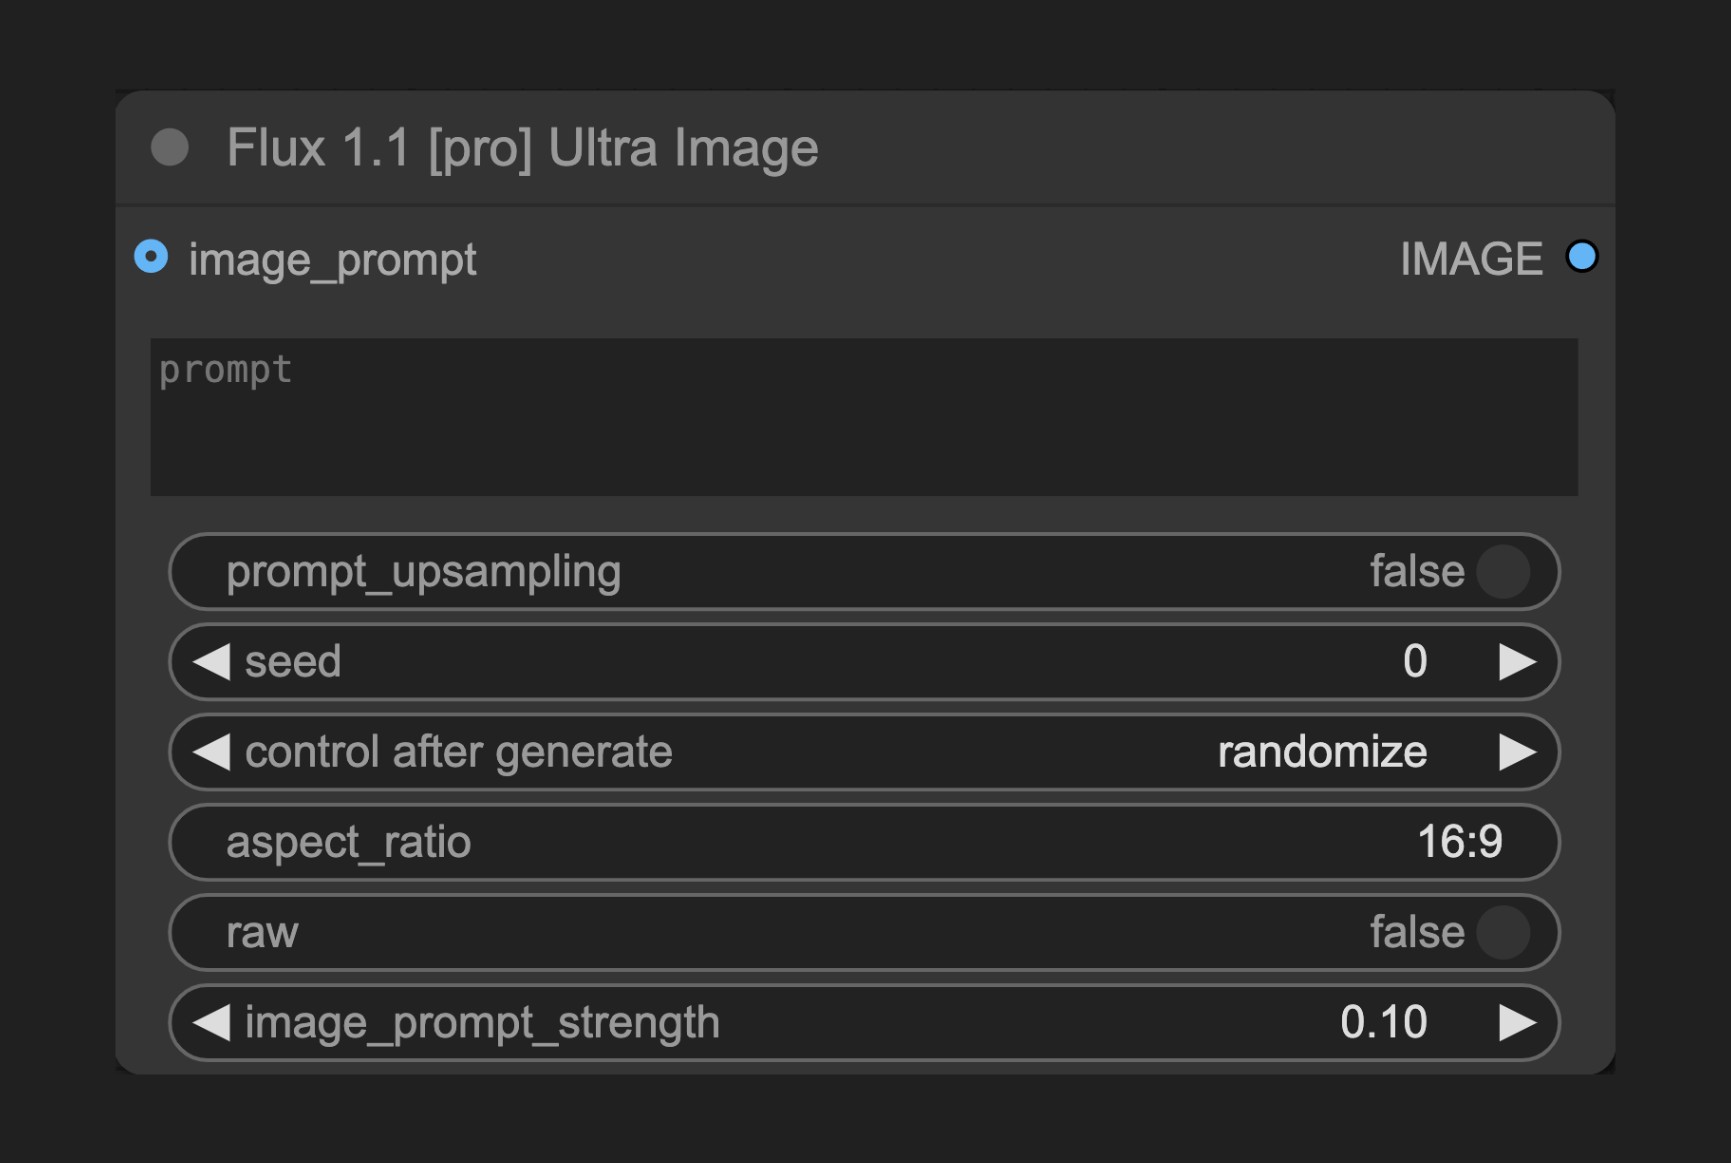 Flux 1.1 [pro] Ultra Image
image_prompt IMAGE
prompt
prompt_upsampling false
seed 0
control after generate randomize
aspect_ratio 16:9
raw false
image_prompt_strength 0.10